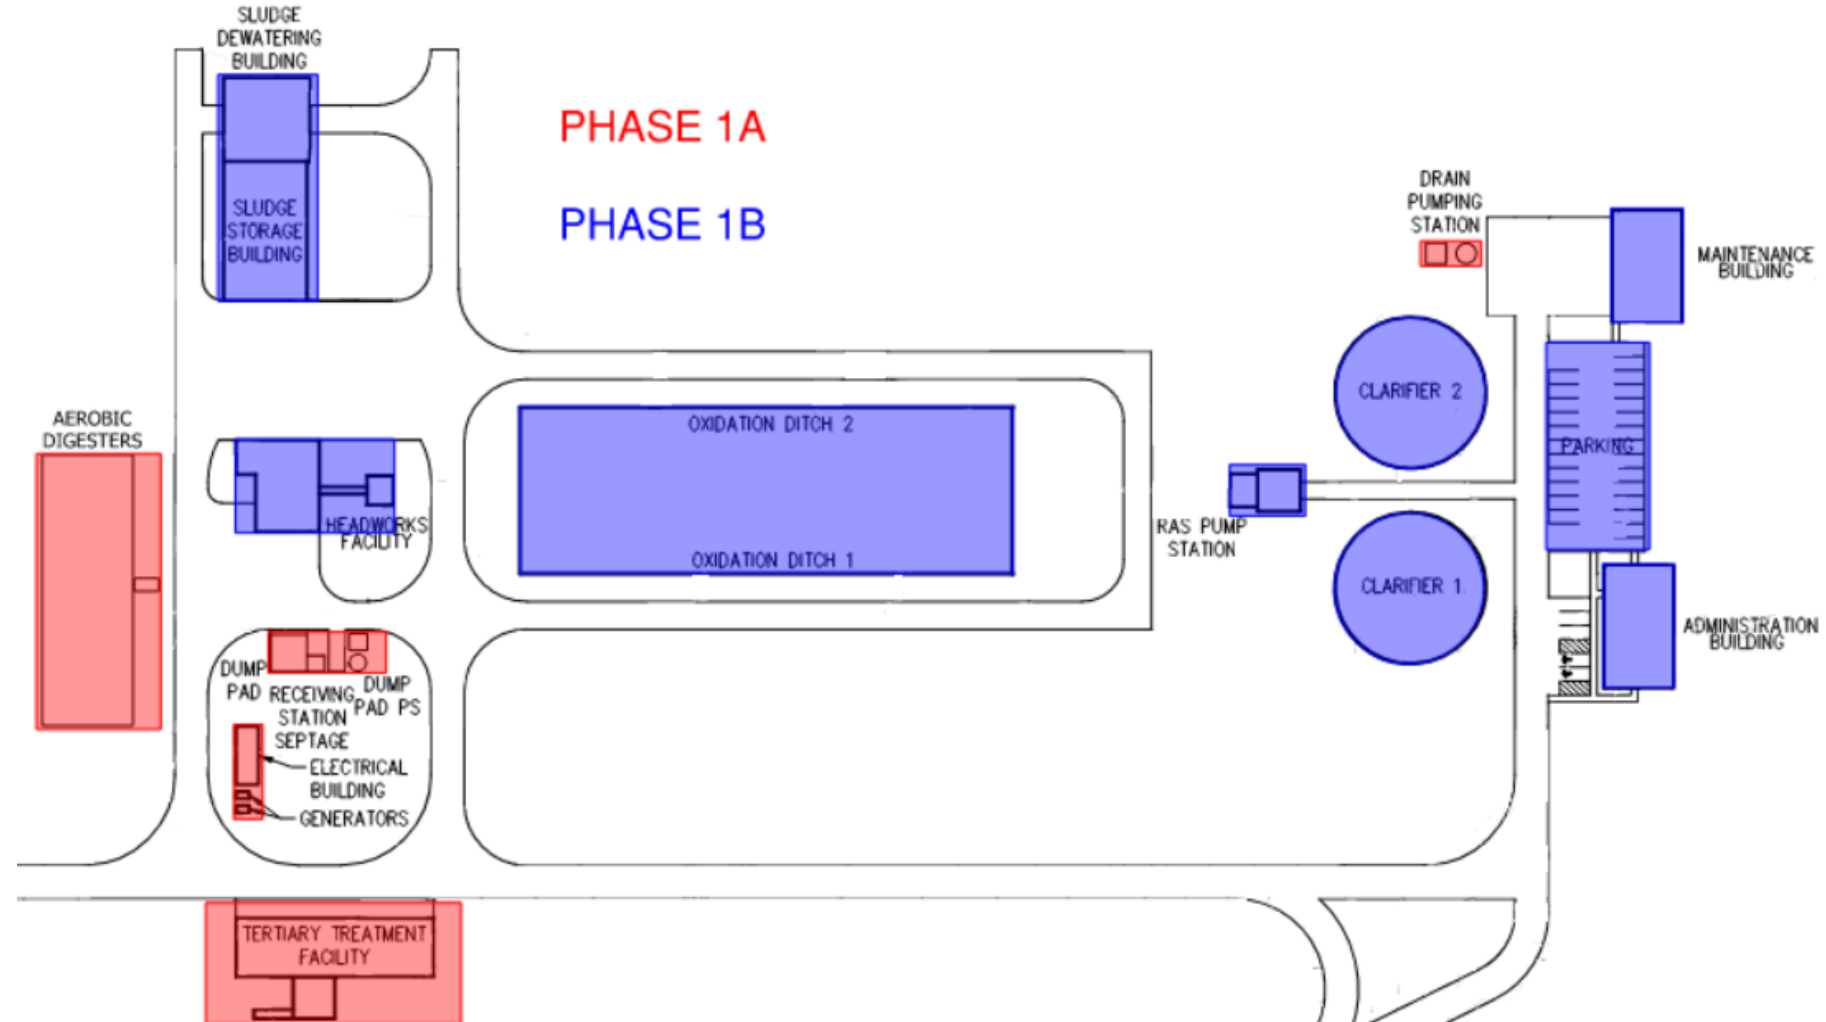 SLUDGE
DEWATERING
BUILDING
SLUDGE
STORAGE
BUILDING
PHASE 1A
PHASE 1B
DRAIN
PUMPING
STATION
MAINTENANCE
BUILDING
CLARIFIER 2
PARKING
AEROBIC
DIGESTERS
OXIDATION DITCH 2
HEADWORKS
FACILITY
OXIDATION DITCH 1
RAS PUMP
STATION
CLARIFIER 1
ADMINISTRATION
BUILDING
DUMP
PAD
RECEIVING
STATION
SEPTAGE
DUMP
PAD PS
ELECTRICAL
BUILDING
GENERATORS
TERTIARY TREATMENT
FACILITY